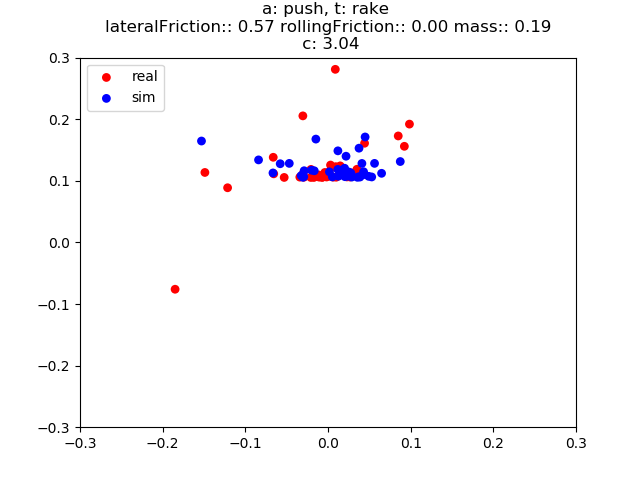 a: push, t: rake
lateralFriction:: 0.57 rollingFriction:: 0.00 mass:: 0.19
c: 3.04
real
sim
0.3
0.2
0.1
0.0
−0.1
−0.2
−0.3
−0.3
−0.2
−0.1
0.0
0.1
0.2
0.3